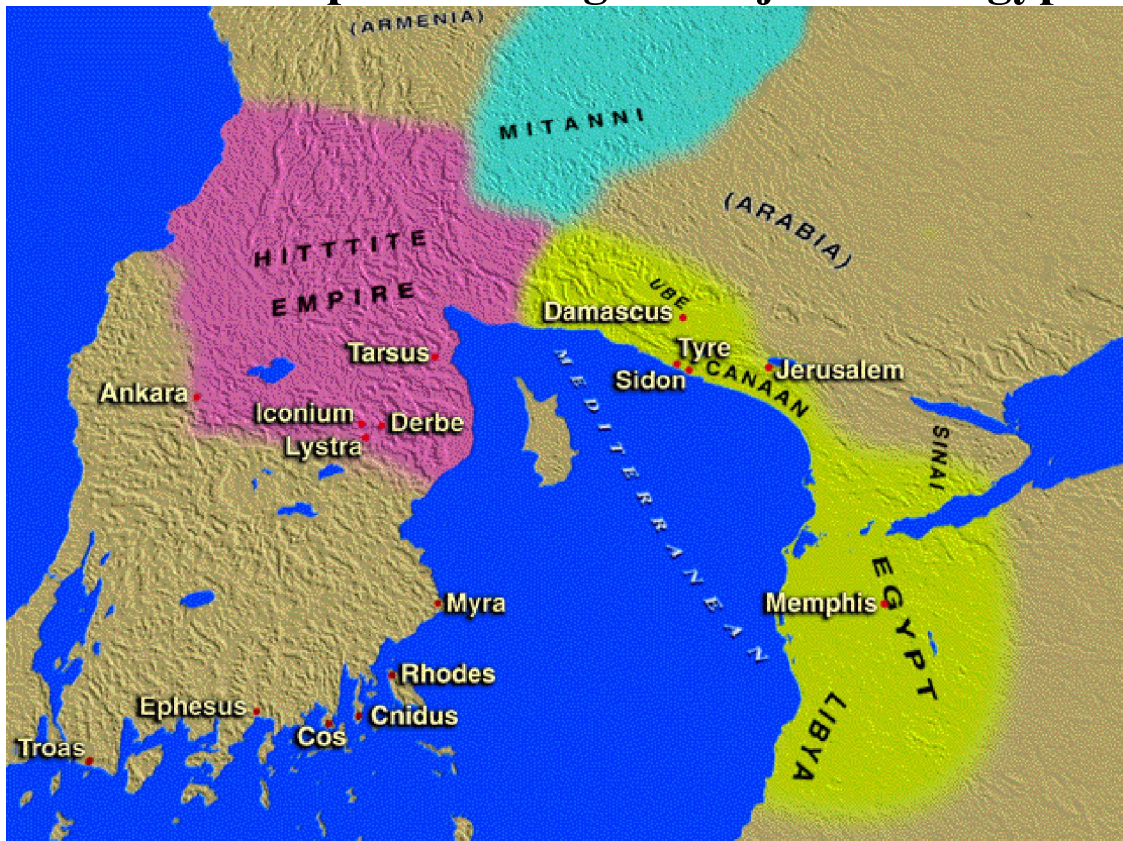 (ARMENIA)
MITANNI
(ARABIA)
HITTTITE
EMPIRE
UBE
Damascus
Tyre
Tarsus
Jerusalem
Sidon
CANAAN
MEDITERRANEAN
Ankara
Iconium
Derbe
Lystra
SINAI
EGYPT
Myra
Memphis
Rhodes
LIBYA
Ephesus
Cnidus
Cos
Troas